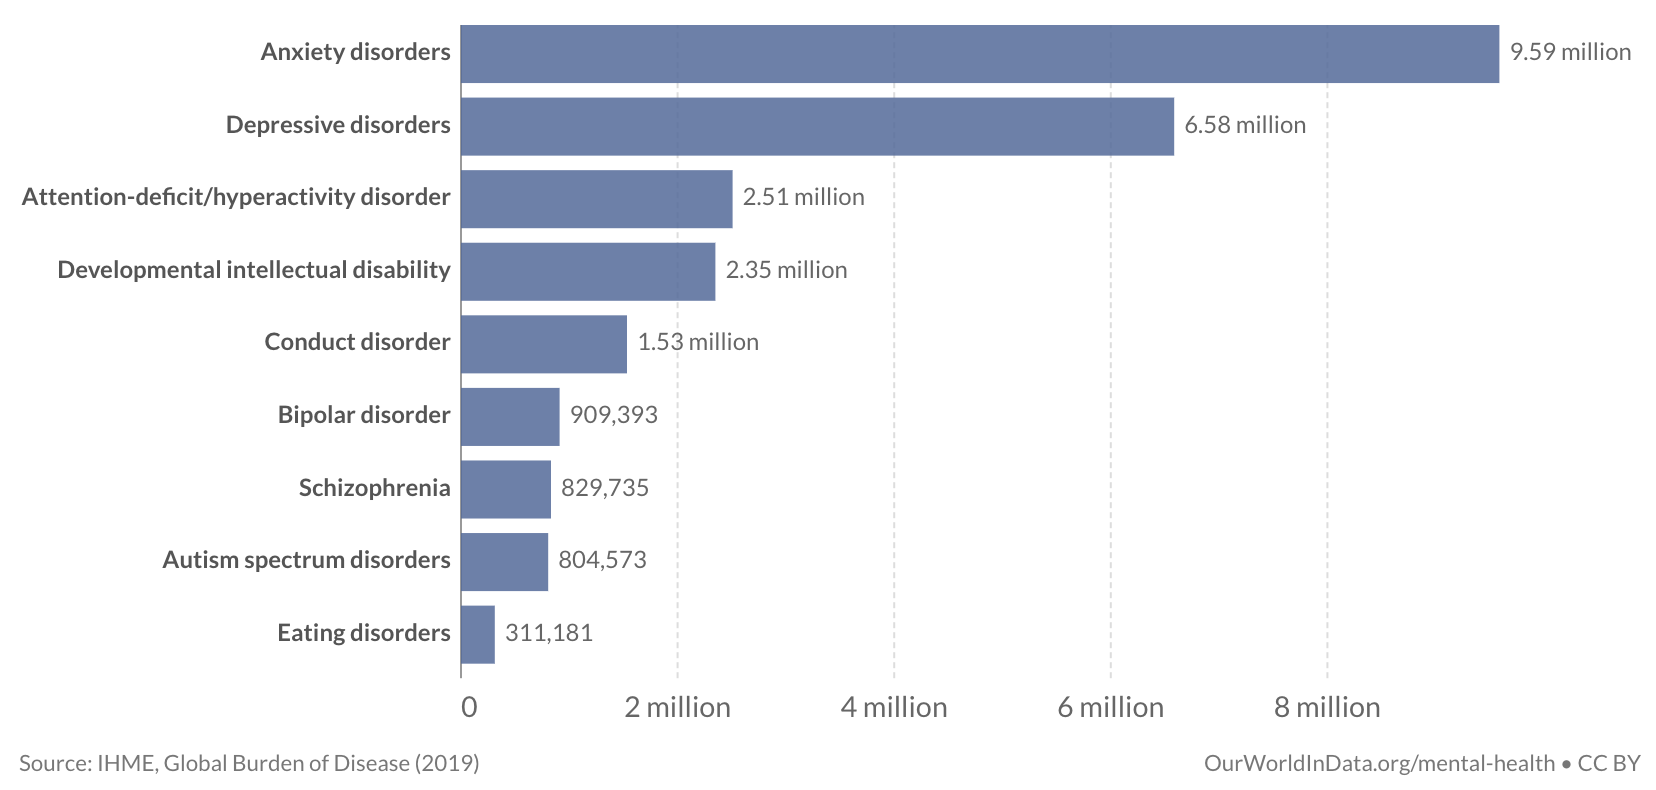 Anxiety disorders 9.59 million
Depressive disorders 6.58 million
Attention-deficit/hyperactivity disorder 2.51 million
Developmental intellectual disability 2.35 million
Conduct disorder 1.53 million
Bipolar disorder 909,393
Schizophrenia 829,735
Autism spectrum disorders 804,573
Eating disorders 311,181
0 2 million 4 million 6 million 8 million
Source: IHME, Global Burden of Disease (2019) OurWorldInData.org/mental-health • CC BY